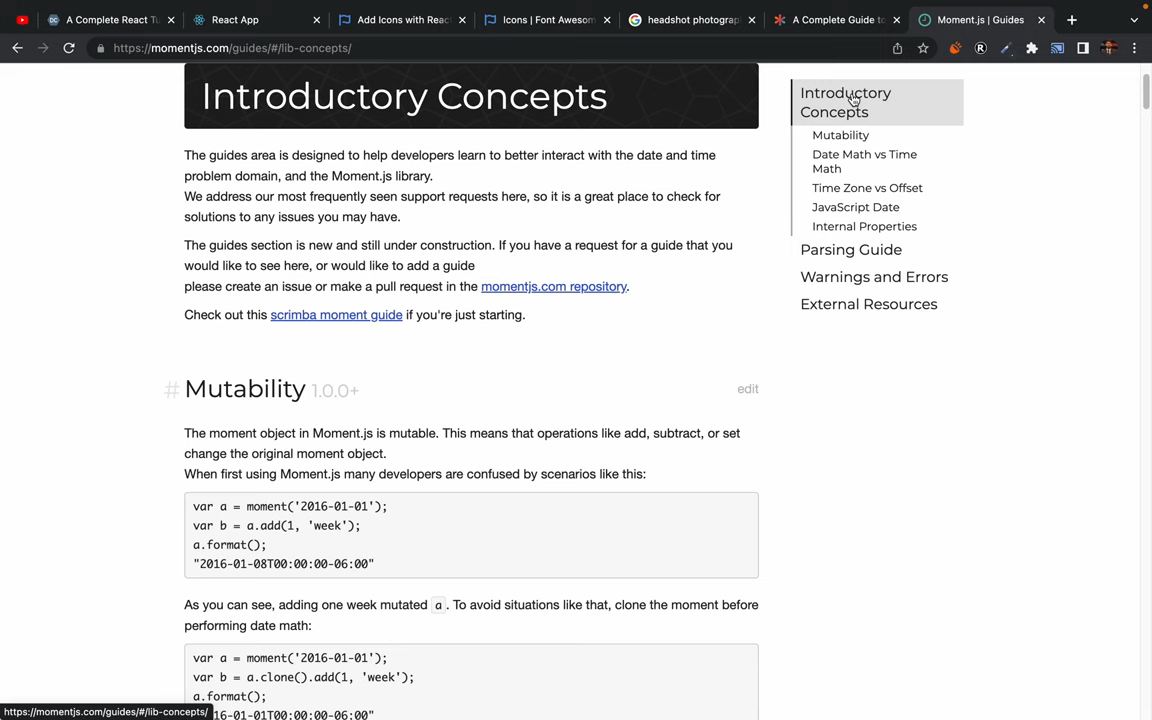 A Complete React Tu
React App
Add Icons with Reac
Icons | Font Awesom
headshot photograp
A Complete Guide to
Moment.js | Guides
https://momentjs.com/guides/#/lib-concepts/
Introductory Concepts
The guides area is designed to help developers learn to better interact with the date and time
problem domain, and the Moment.js library.
We address our most frequently seen support requests here, so it is a great place to check for
solutions to any issues you may have.
The guides section is new and still under construction. If you have a request for a guide that you
would like to see here, or would like to add a guide
please create an issue or make a pull request in the momentjs.com repository.
Check out this scrimba moment guide if you're just starting.
# Mutability 1.0.0+
edit
The moment object in Moment.js is mutable. This means that operations like add, subtract, or set
change the original moment object.
When first using Moment.js many developers are confused by scenarios like this:
var a = moment('2016-01-01');
var b = a.add(1, 'week');
a.format();
"2016-01-08T00:00:00-06:00"
As you can see, adding one week mutated a . To avoid situations like that, clone the moment before
performing date math:
var a = moment('2016-01-01');
var b = a.clone().add(1, 'week');
a.format();
16-01-01T00:00:00-06:00"
Introductory
Concepts
Mutability
Date Math vs Time
Math
Time Zone vs Offset
JavaScript Date
Internal Properties
Parsing Guide
Warnings and Errors
External Resources
https://momentjs.com/guides/#/lib-concepts/